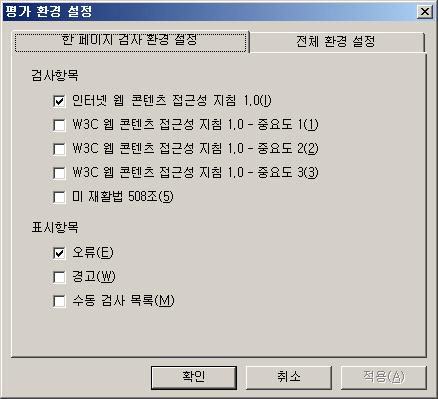 평가 환경 설정
한 페이지 검사 환경 설정
전체 환경 설정
검사항목
인터넷 웹 콘텐츠 접근성 지침 1.0(I)
W3C 웹 콘텐츠 접근성 지침 1.0 - 중요도 1(1)
W3C 웹 콘텐츠 접근성 지침 1.0 - 중요도 2(2)
W3C 웹 콘텐츠 접근성 지침 1.0 - 중요도 3(3)
미 재활법 508조(5)
표시항목
오류(E)
경고(W)
수동 검사 목록(M)
확인
취소
적용(A)